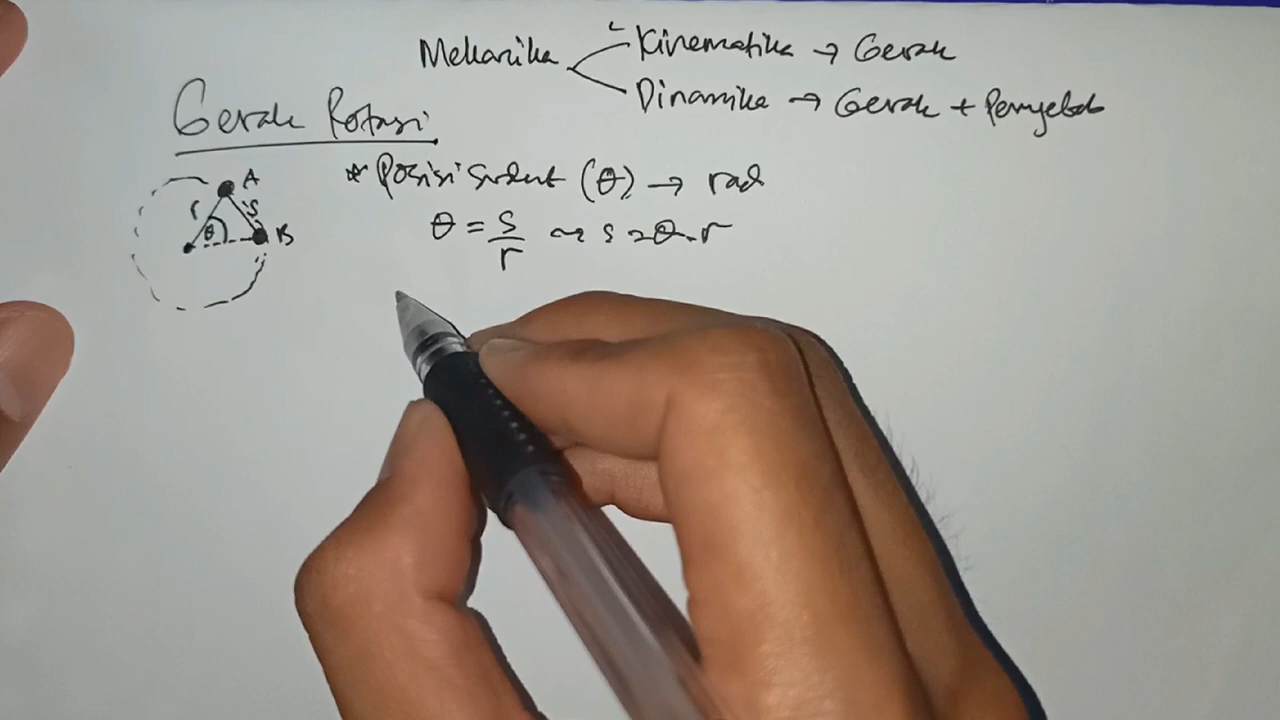 Mekanika
Kinematika → Gerak
Dinamika → Gerak + Penyebab
Gerak Rotasi
* Posisi sudut (θ) → rad
θ = s/r → s = θ.r
A
r
s
θ
B